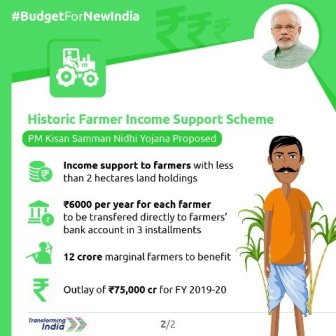 #BudgetForNewIndia
Historic Farmer Income Support Scheme
PM Kisan Samman Nidhi Yojana Proposed
Income support to farmers with less
than 2 hectares land holdings
₹6000 per year for each farmer
to be transfered directly to farmers'
bank account in 3 installments
12 crore marginal farmers to benefit
Outlay of ₹75,000 cr for FY 2019-20
Transforming
India
2/2